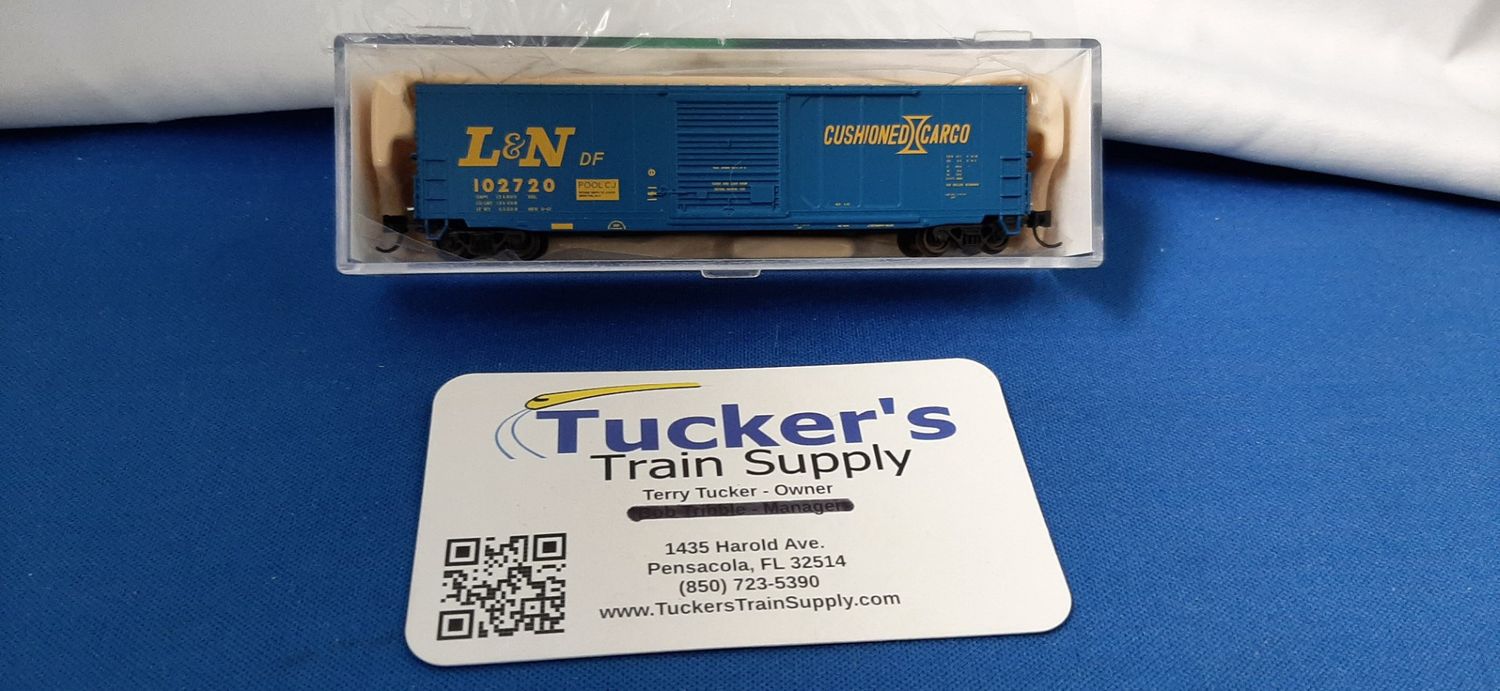 L&N DF
CUSHIONED CARGO
102720
POOL CJ
Tucker's
Train Supply
Terry Tucker - Owner
Bob Tribble - Manager
1435 Harold Ave.
Pensacola, FL 32514
(850) 723-5390
www.TuckersTrainSupply.com